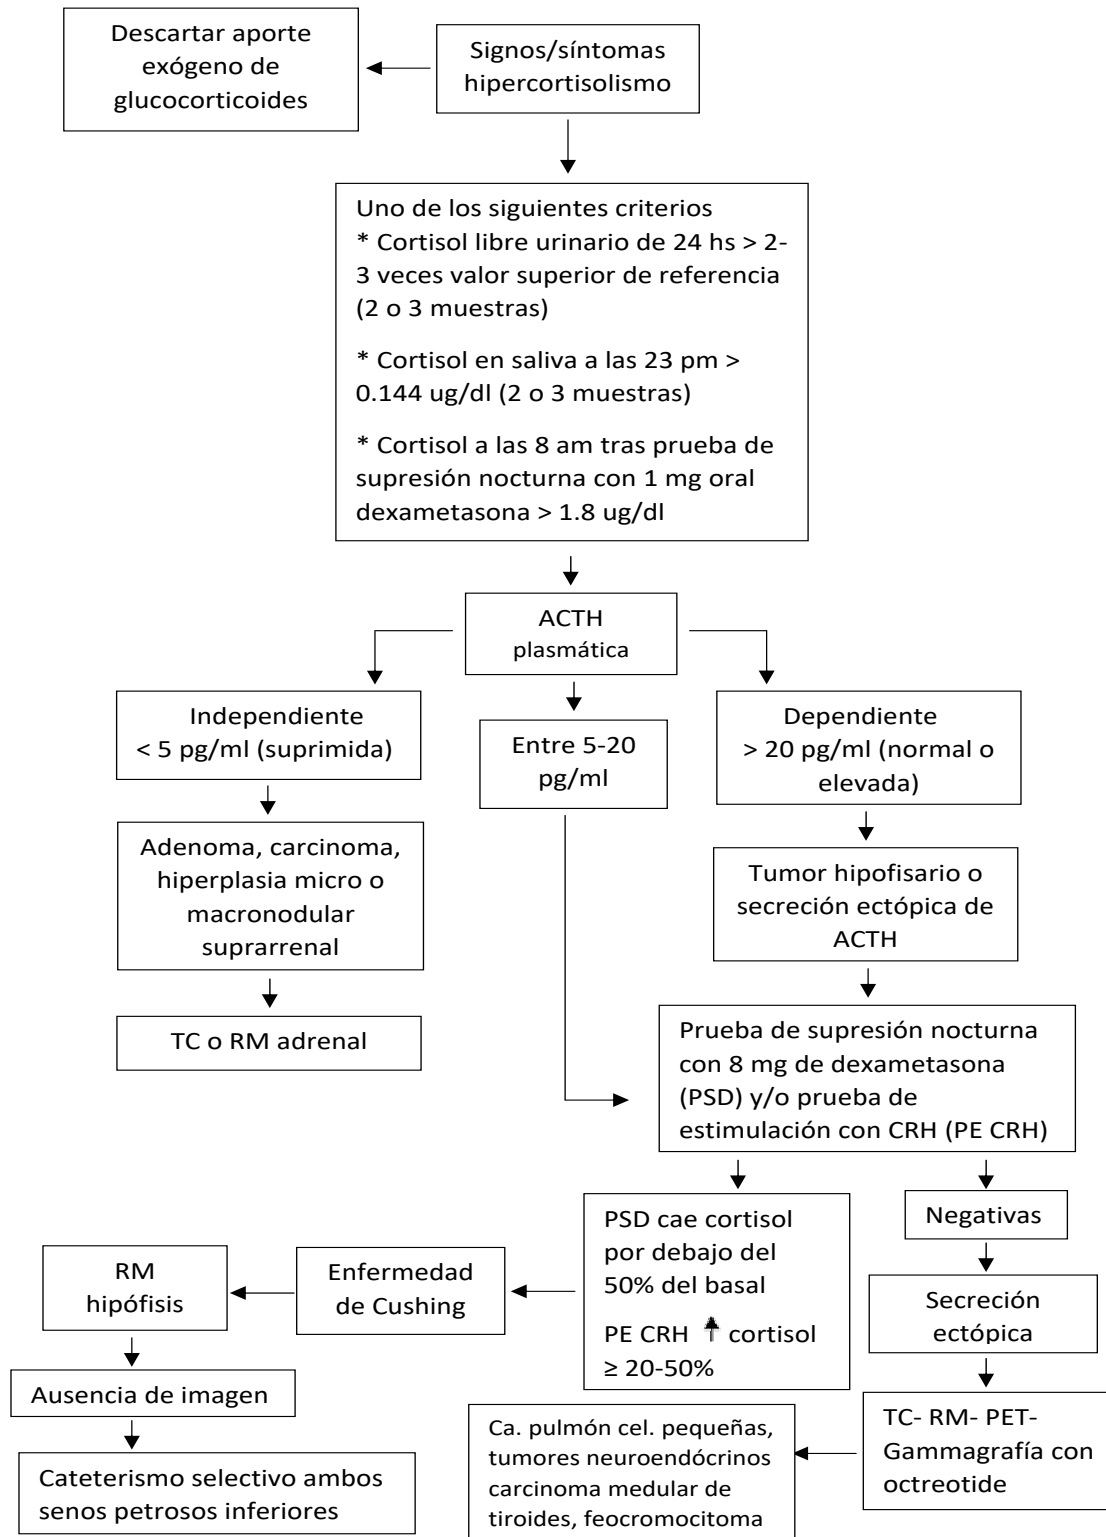 Descartar aporte
exógeno de
glucocorticoides
Signos/síntomas
hipercortisolismo
Uno de los siguientes criterios
* Cortisol libre urinario de 24 hs > 2-
3 veces valor superior de referencia
(2 o 3 muestras)
* Cortisol en saliva a las 23 pm >
0.144 ug/dl (2 o 3 muestras)
* Cortisol a las 8 am tras prueba de
supresión nocturna con 1 mg oral
dexametasona > 1.8 ug/dl
ACTH
plasmática
Independiente
< 5 pg/ml (suprimida)
Entre 5-20
pg/ml
Dependiente
> 20 pg/ml (normal o
elevada)
Adenoma, carcinoma,
hiperplasia micro o
macronodular
suprarrenal
Tumor hipofisario o
secreción ectópica de
ACTH
TC o RM adrenal
Prueba de supresión nocturna
con 8 mg de dexametasona
(PSD) y/o prueba de
estimulación con CRH (PE CRH)
PSD cae cortisol
por debajo del
50% del basal
PE CRH ↑ cortisol
≥ 20-50%
Negativas
Enfermedad
de Cushing
RM
hipófisis
Secreción
ectópica
Ausencia de imagen
TC- RM- PET-
Gammagrafía con
octreotide
Ca. pulmón cel. pequeñas,
tumores neuroendócrinos
carcinoma medular de
tiroides, feocromocitoma
Cateterismo selectivo ambos
senos petrosos inferiores